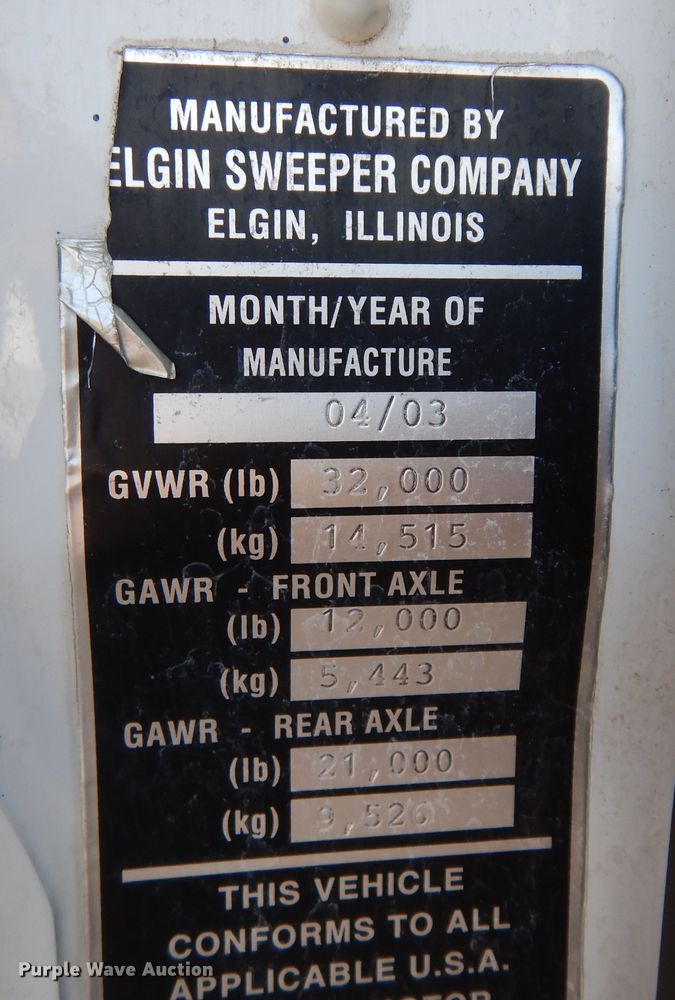 MANUFACTURED BY
ELGIN SWEEPER COMPANY
ELGIN, ILLINOIS
MONTH/YEAR OF
MANUFACTURE
04/03
GVWR (lb) 32,000
(kg) 14,515
GAWR - FRONT AXLE
(lb) 12,000
(kg) 5,443
GAWR - REAR AXLE
(lb) 21,000
(kg) 9,526
THIS VEHICLE
CONFORMS TO ALL
APPLICABLE U.S.A.
Purple Wave Auction